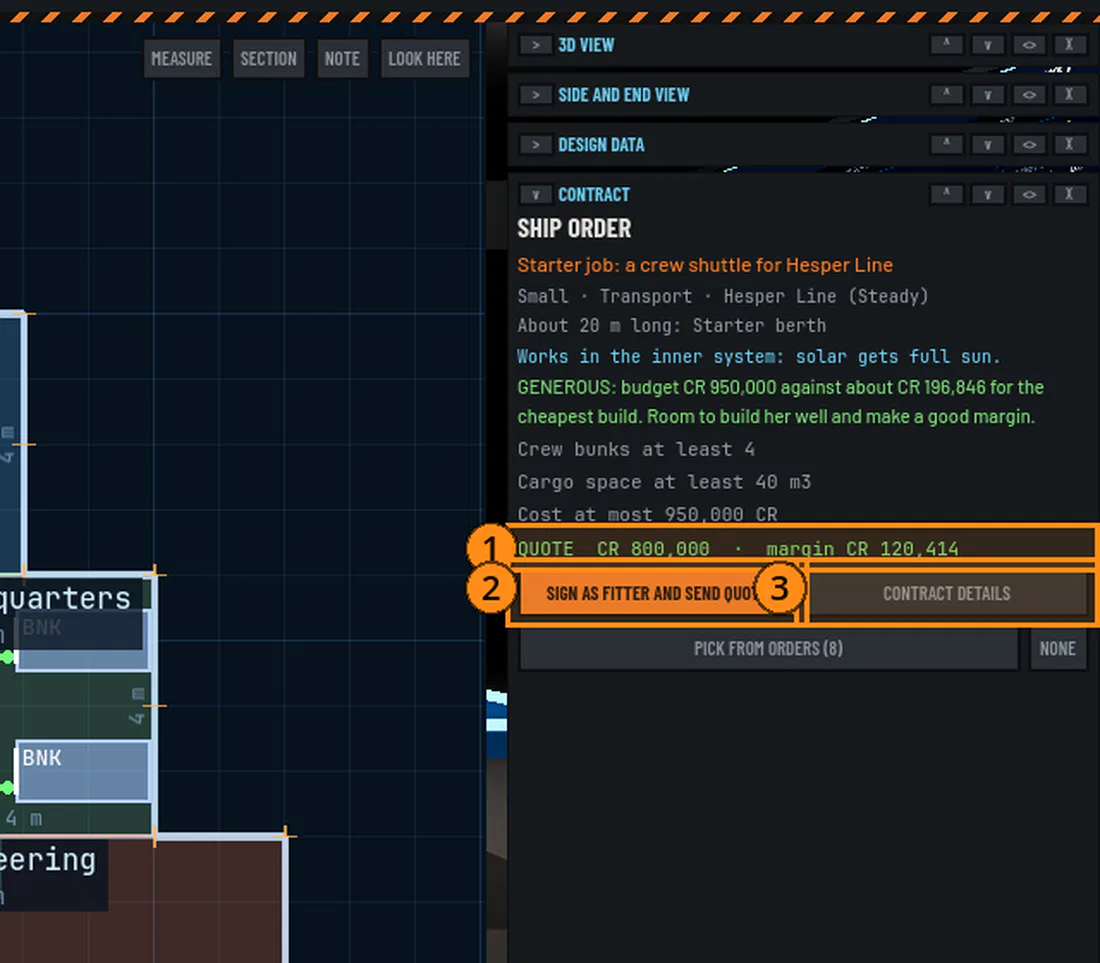 MEASURE SECTION NOTE LOOK HERE
> 3D VIEW ^ v <> X
> SIDE AND END VIEW ^ v <> X
> DESIGN DATA ^ v <> X
v CONTRACT ^ v <> X
SHIP ORDER
Starter job: a crew shuttle for Hesper Line
Small · Transport · Hesper Line (Steady)
About 20 m long: Starter berth
Works in the inner system: solar gets full sun.
GENEROUS: budget CR 950,000 against about CR 196,846 for the
cheapest build. Room to build her well and make a good margin.
Crew bunks at least 4
Cargo space at least 40 m3
Cost at most 950,000 CR
1 QUOTE CR 800,000 · margin CR 120,414
2 SIGN AS FITTER AND SEND QUO 3 CONTRACT DETAILS
PICK FROM ORDERS (8) NONE
4 m
quarters
BNK
4 m
BNK
4 m
eering